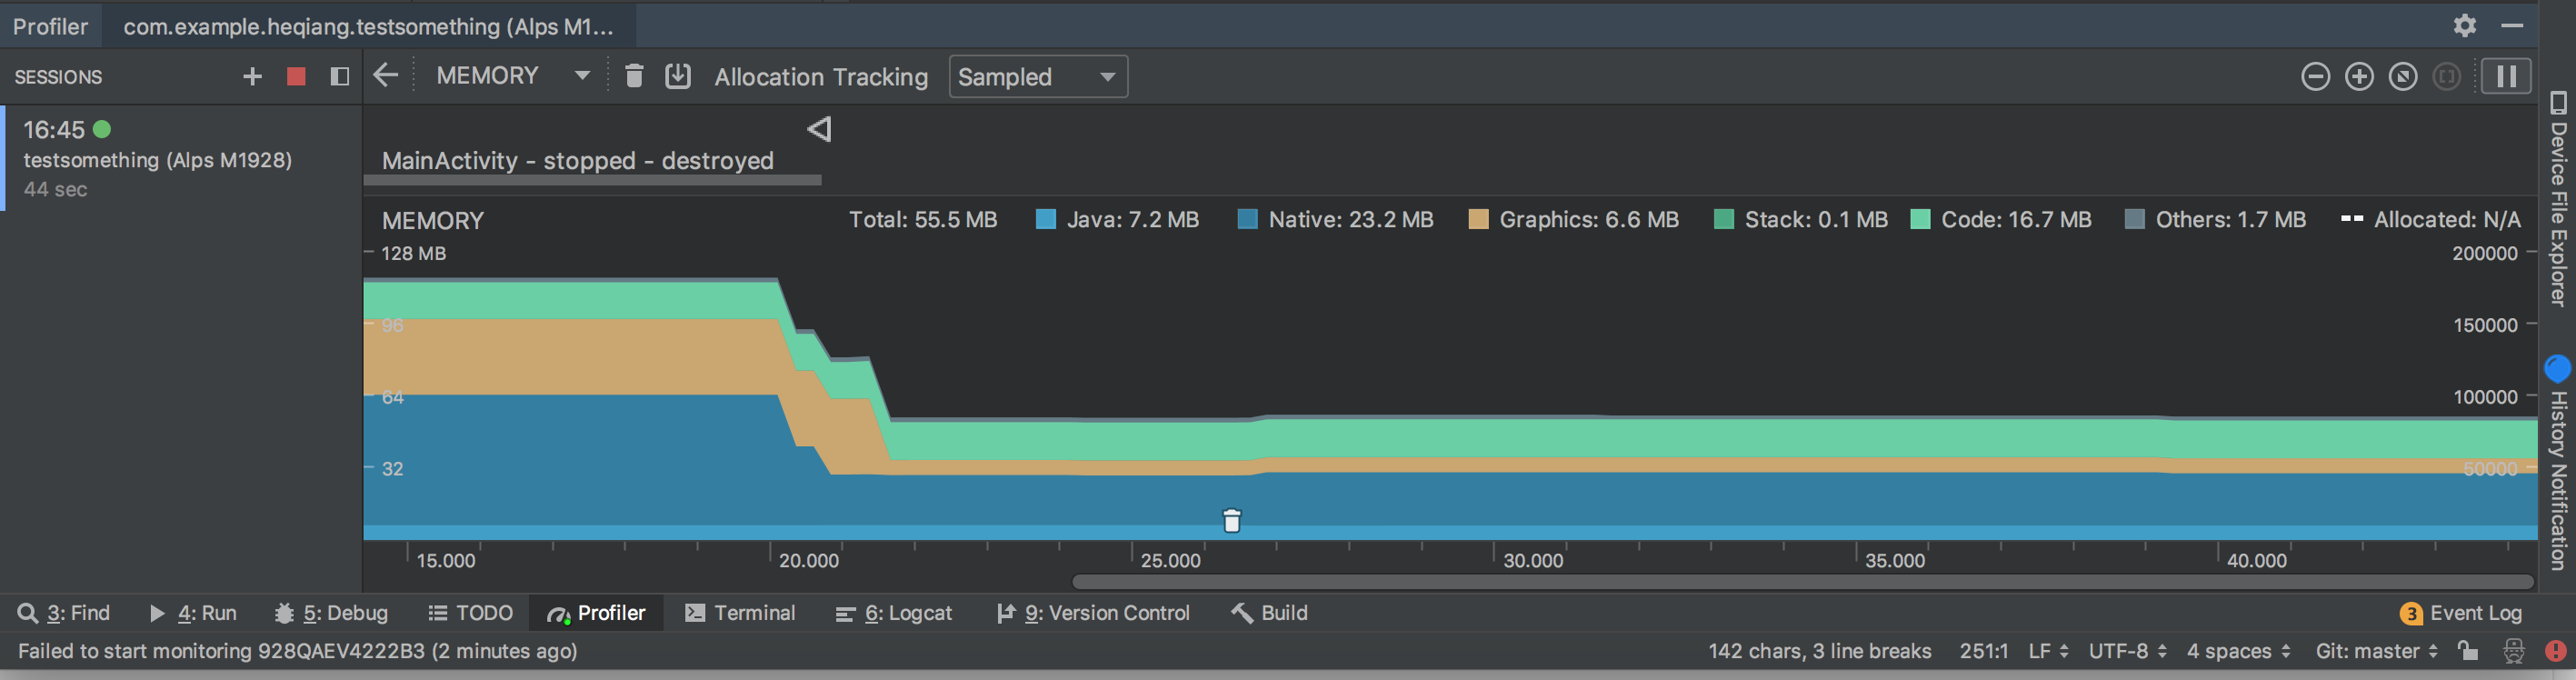 Profiler com.example.heqiang.testsomething (Alps M1...
SESSIONS MEMORY Allocation Tracking Sampled
16:45
testsomething (Alps M1928)
44 sec
MainActivity - stopped - destroyed
MEMORY Total: 55.5 MB Java: 7.2 MB Native: 23.2 MB Graphics: 6.6 MB Stack: 0.1 MB Code: 16.7 MB Others: 1.7 MB Allocated: N/A
128 MB 200000
96 150000
64 100000
32 50000
15.000 20.000 25.000 30.000 35.000 40.000
Device File Explorer
History Notification
3: Find 4: Run 5: Debug TODO Profiler Terminal 6: Logcat 9: Version Control Build 3 Event Log
Failed to start monitoring 928QAEV4222B3 (2 minutes ago) 142 chars, 3 line breaks 251:1 LF UTF-8 4 spaces Git: master